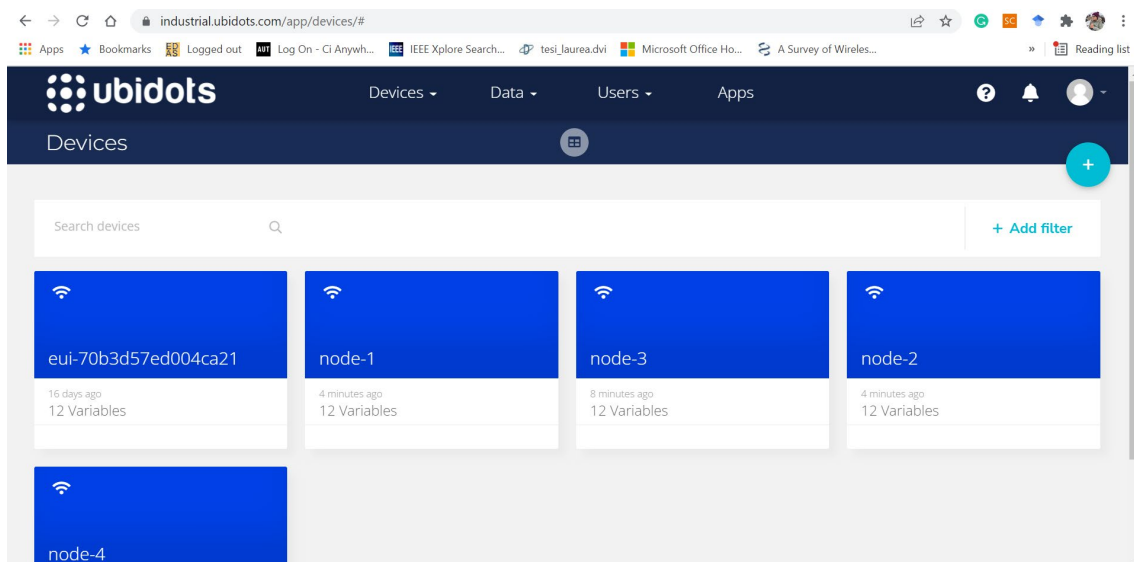 industrial.ubidots.com/app/devices/#
Apps Bookmarks EDAS Logged out AUT Log On - Ci Anywh... IEEE IEEE Xplore Search... tesi_laurea.dvi Microsoft Office Ho... A Survey of Wireles... » Reading list
ubidots Devices Data Users Apps
Devices
Search devices + Add filter
eui-70b3d57ed004ca21 node-1 node-3 node-2
16 days ago 4 minutes ago 8 minutes ago 4 minutes ago
12 Variables 12 Variables 12 Variables 12 Variables
node-4